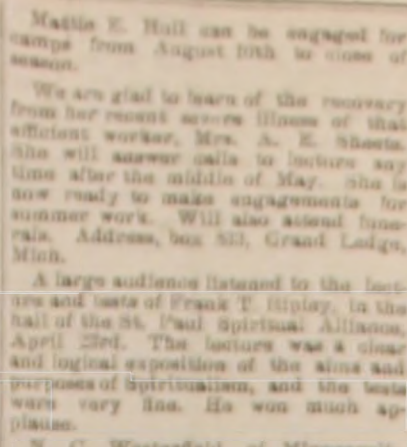 Mattie E. Hull can be engaged for
camps from August 10th to close of
season.
We are glad to learn of the recovery
from her recent severe illness of that
efficient worker, Mrs. A. E. Sheets.
She will answer calls to lecture any
time after the middle of May. She is
now ready to make engagements for
summer work. Will also attend fune-
rals. Address, box 833, Grand Ledge,
Mich.
A large audience listened to the lect-
ure and tests of Frank T. Ripley, in the
hall of the St. Paul Spiritual Alliance,
April 23rd. The lecture was a clear
and logical exposition of the aims and
purposes of Spiritualism, and the tests
were very fine. He won much ap-
plause.
N. C. Westerfield, of